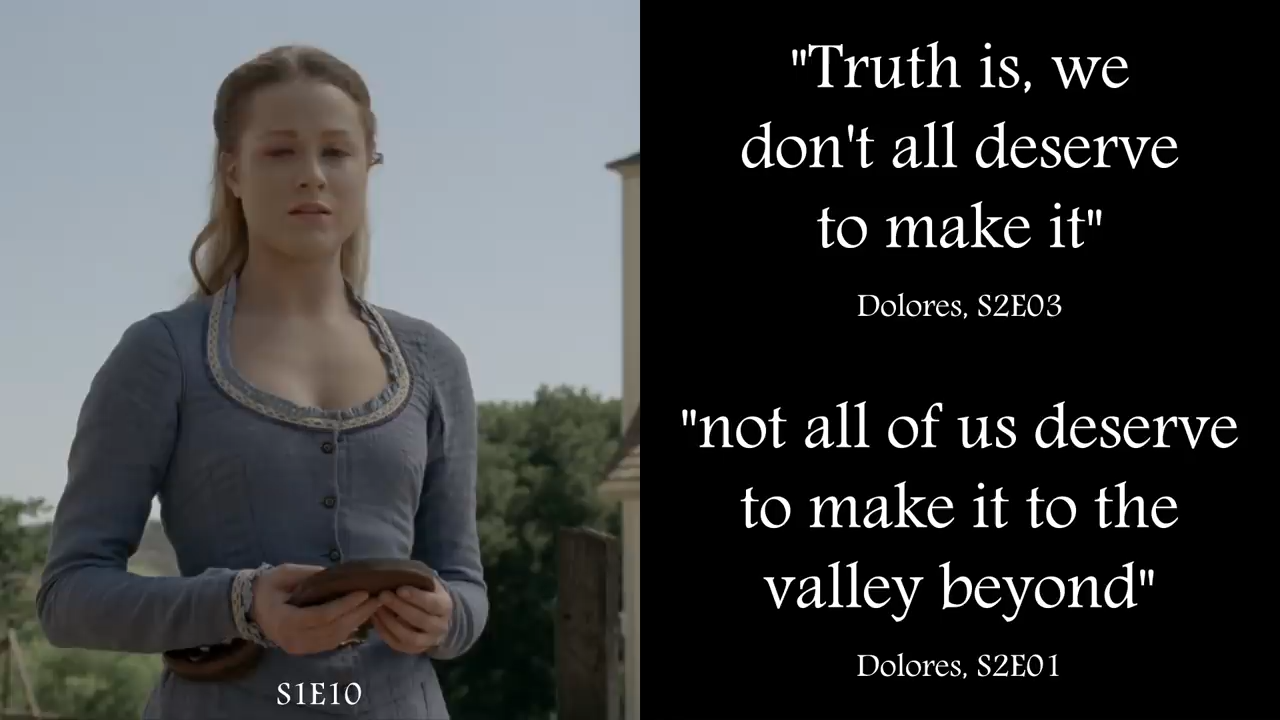 "Truth is, we
don't all deserve
to make it"
Dolores, S2E03
"not all of us deserve
to make it to the
valley beyond"
Dolores, S2E01
S1E10